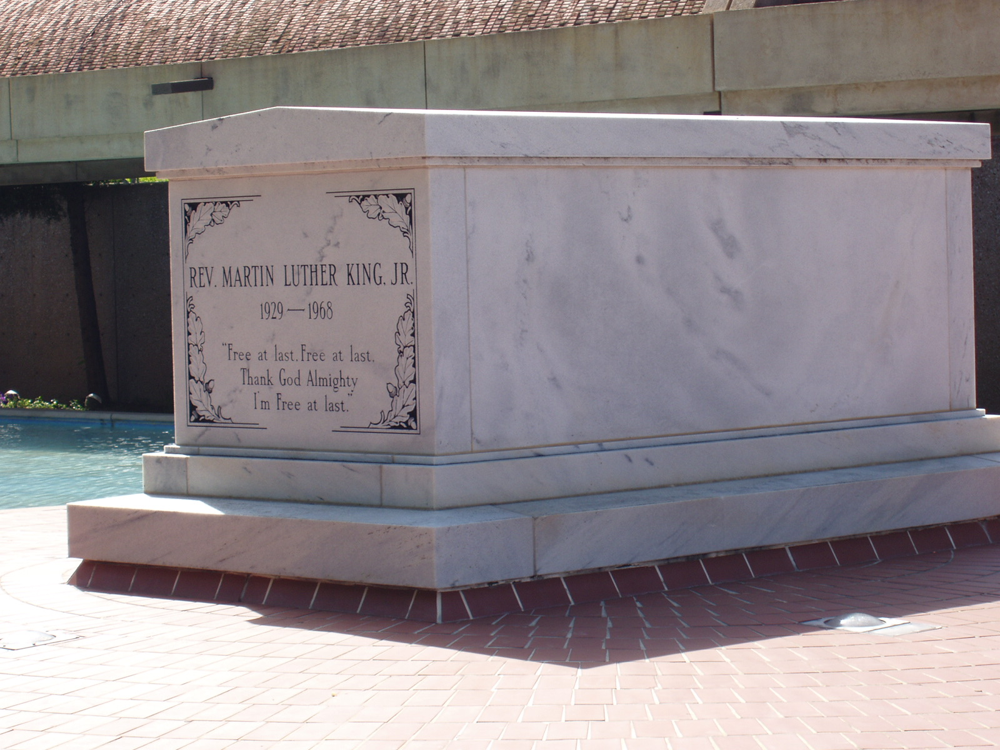 REV. MARTIN LUTHER KING, JR.
1929—1968
"Free at last. Free at last.
Thank God Almighty
I'm Free at last."